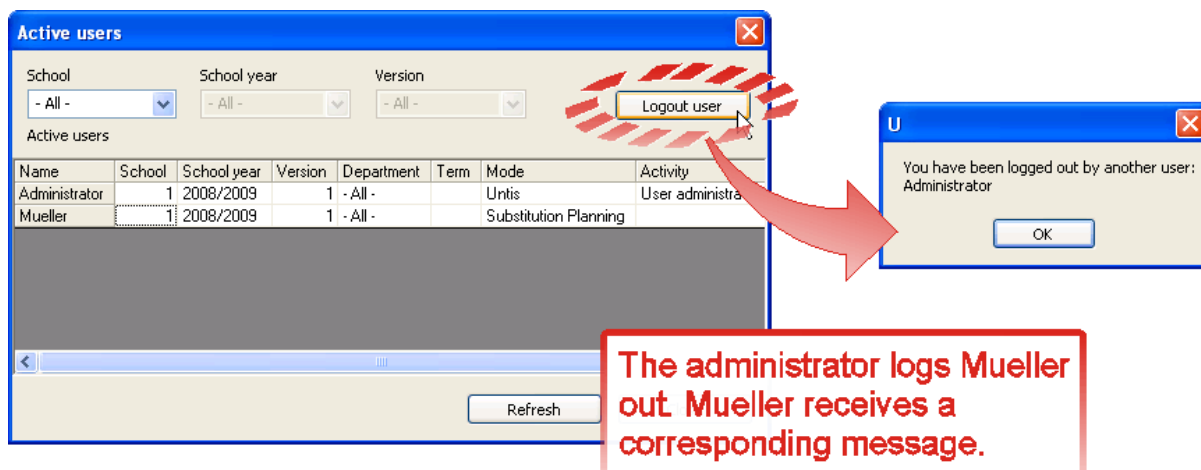 Active users
School School year Version
- All - - All - - All -
Logout user
Active users
Name School School year Version Department Term Mode Activity
Administrator 1 2008/2009 1 - All - Untis User administra
Mueller 1 2008/2009 1 - All - Substitution Planning
Refresh
U
You have been logged out by another user:
Administrator
OK
The administrator logs Mueller
out. Mueller receives a
corresponding message.